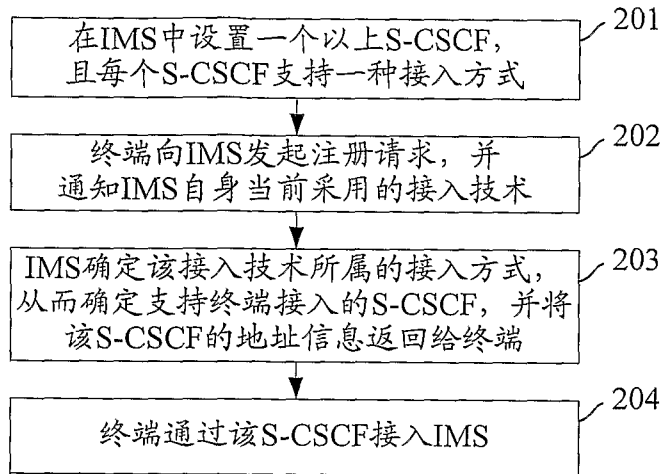 201
在IMS中设置一个以上S-CSCF，
且每个S-CSCF支持一种接入方式
202
终端向IMS发起注册请求，并
通知IMS自身当前采用的接入技术
203
IMS确定该接入技术所属的接入方式，
从而确定支持终端接入的S-CSCF，并将
该S-CSCF的地址信息返回给终端
204
终端通过该S-CSCF接入IMS